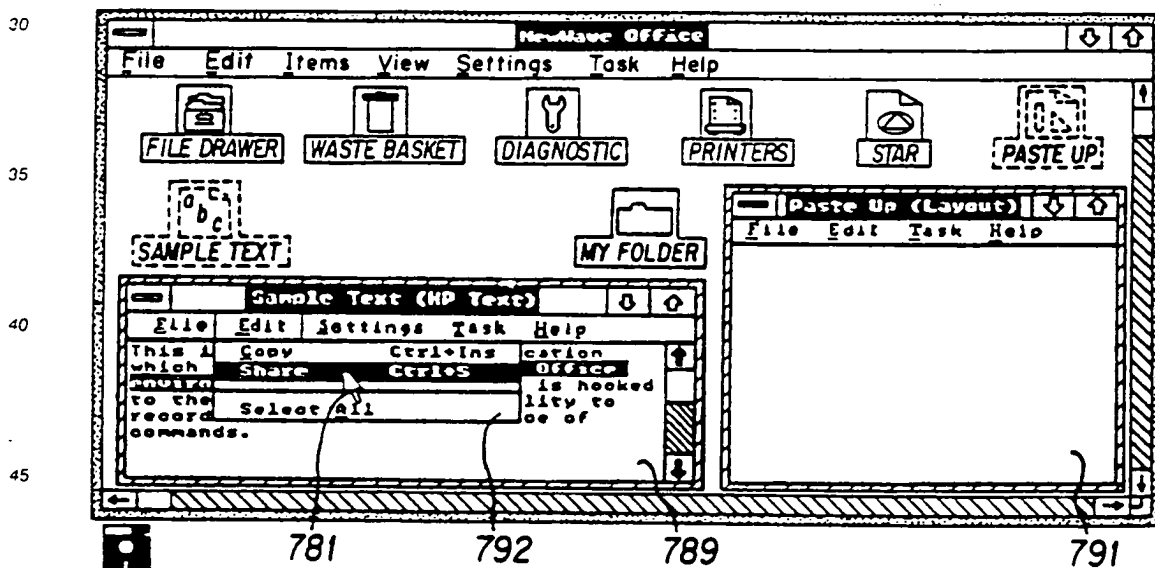 30
NewWave Office
File Edit Items View Settings Task Help
FILE DRAWER WASTE BASKET DIAGNOSTIC PRINTERS STAR PASTE UP
35
a b c
SAMPLE TEXT MY FOLDER
Paste Up (Layout)
File Edit Task Help
Sample Text (HP Text)
40
File Edit Settings Task Help
This i Copy Ctrl+Ins cation
which Share Ctrl+S Office
enviro is hooked
to the lity to
record Select All pe of
commands.
45
781 792 789 791